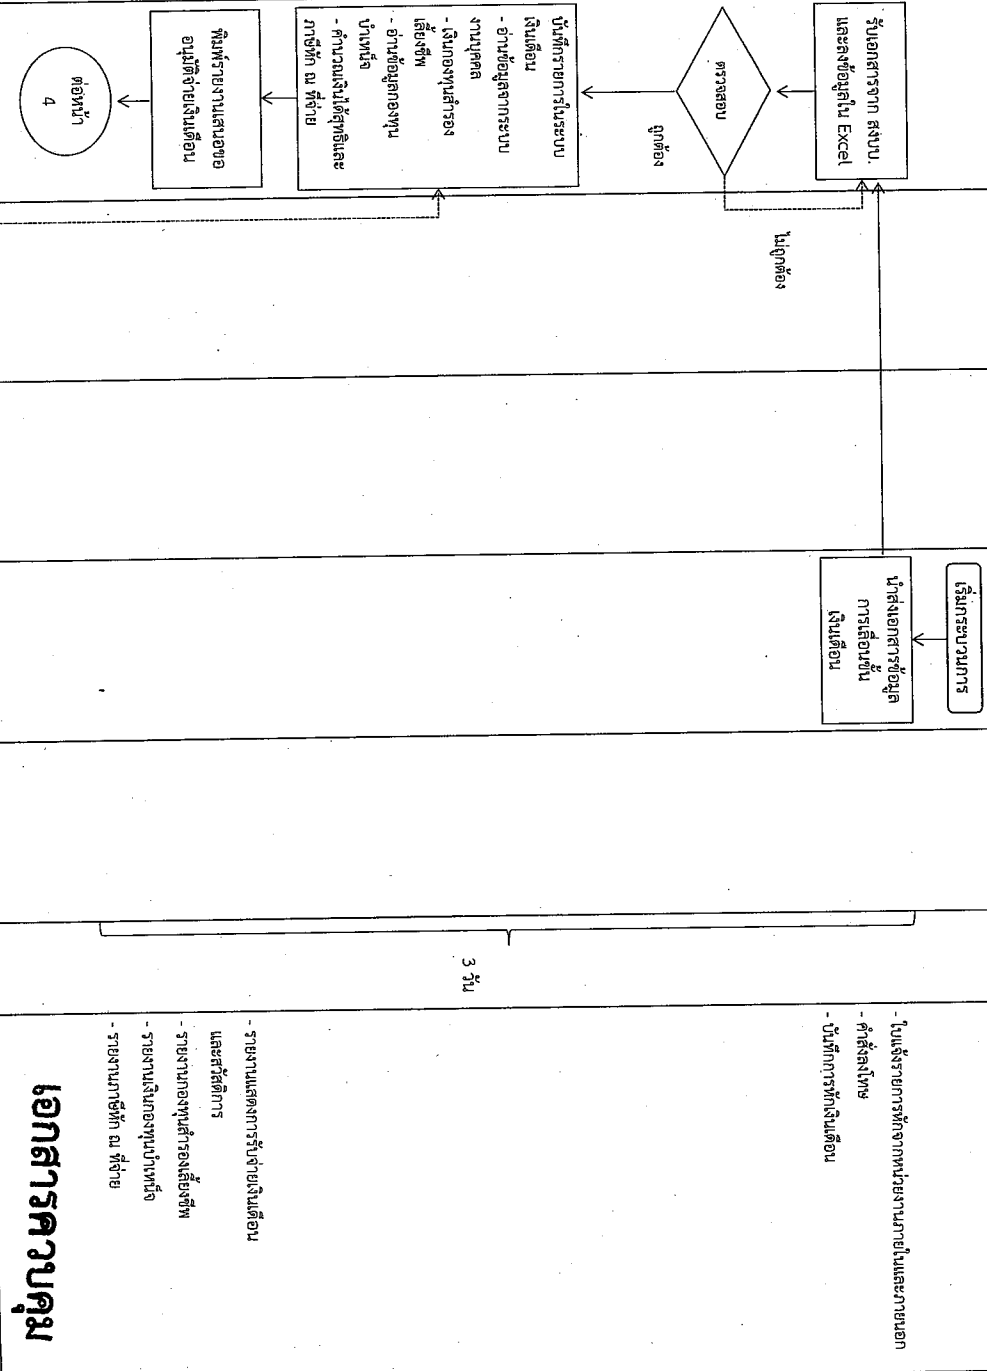 เริ่มกระบวนการ
นำส่งเอกสารข้อมูล
การเลื่อนขั้น
เงินเดือน
รับเอกสารจาก สงบบ.
และลงข้อมูลใน Excel
ตรวจสอบ
ไม่ถูกต้อง
ถูกต้อง
บันทึกรายการในระบบ
เงินเดือน
- อ่านข้อมูลจากระบบ
งานบุคคล
- เงินกองทุนสำรอง
เลี้ยงชีพ
- อ่านข้อมูลกองทุน
บำเหน็จ
- คำนวณเงินได้สุทธิและ
ภาษีหัก ณ ที่จ่าย
พิมพ์รายงานเสนอขอ
อนุมัติจ่ายเงินเดือน
ต่อหน้า
4
3 วัน
- ใบแจ้งรายการหักจากหน่วยงานภายในและภายนอก
- คำสั่งลงโทษ
- บันทึกการหักเงินเดือน
- รายงานแสดงการรับจ่ายเงินเดือน
และสวัสดิการ
- รายงานกองทุนสำรองเลี้ยงชีพ
- รายงานเงินกองทุนบำเหน็จ
- รายงานภาษีหัก ณ ที่จ่าย
เอกสารควบคุม